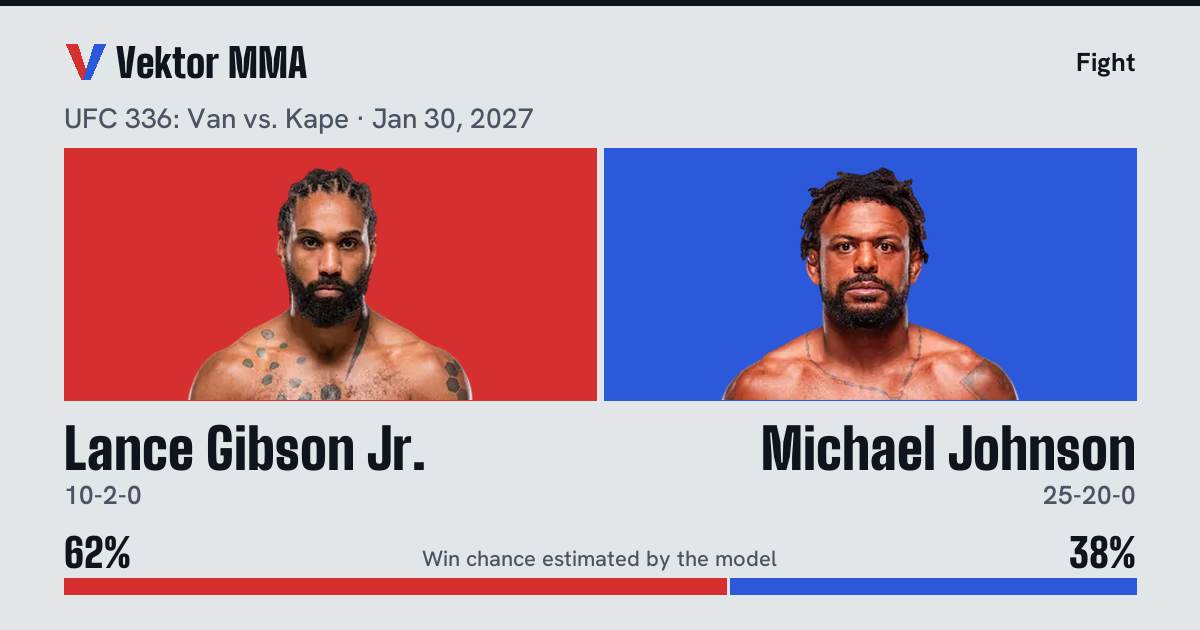 Vektor MMA
Fight
UFC 336: Van vs. Kape · Jan 30, 2027
Lance Gibson Jr.
Michael Johnson
10-2-0
25-20-0
62%
Win chance estimated by the model
38%